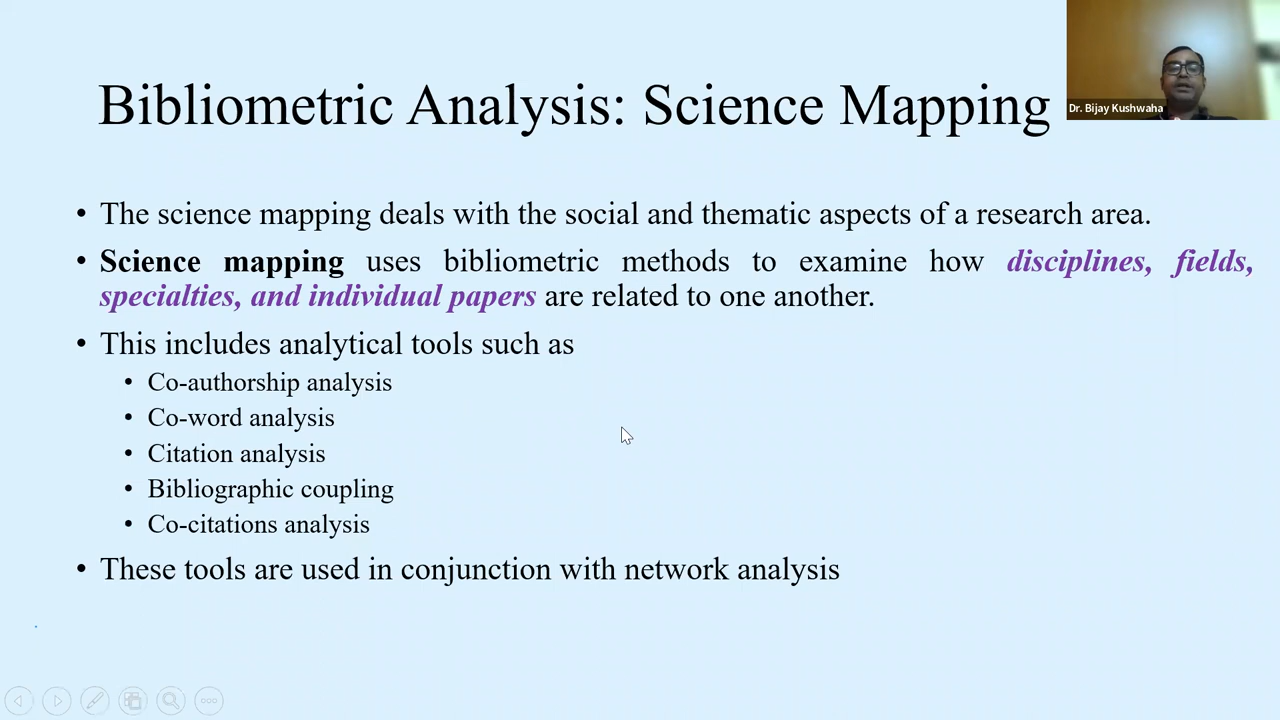 Bibliometric Analysis: Science Mapping
Dr. Bijay Kushwaha
• The science mapping deals with the social and thematic aspects of a research area.
• Science mapping uses bibliometric methods to examine how disciplines, fields,
specialties, and individual papers are related to one another.
• This includes analytical tools such as
• Co-authorship analysis
• Co-word analysis
• Citation analysis
• Bibliographic coupling
• Co-citations analysis
• These tools are used in conjunction with network analysis